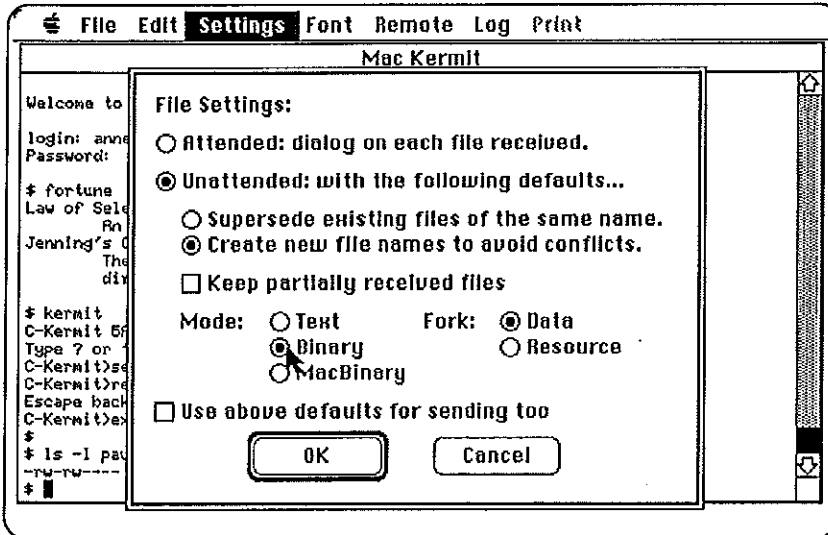 File Edit Settings Font Remote Log Print
Mac Kermit
Welcome to
login: anne
Password:
$ fortune
Law of Sele
An
Jenning's C
The
dir
$ kermit
C-Kermit
Type ? or
C-Kermit>se
C-Kermit>re
Escape back
C-Kermit>ex
$
$ ls -l pau
-rw-rw----
$
File Settings:
Attended: dialog on each file received.
Unattended: with the following defaults...
Supersede existing files of the same name.
Create new file names to avoid conflicts.
Keep partially received files
Mode: Text Fork: Data
Binary Resource
MacBinary
Use above defaults for sending too
OK Cancel